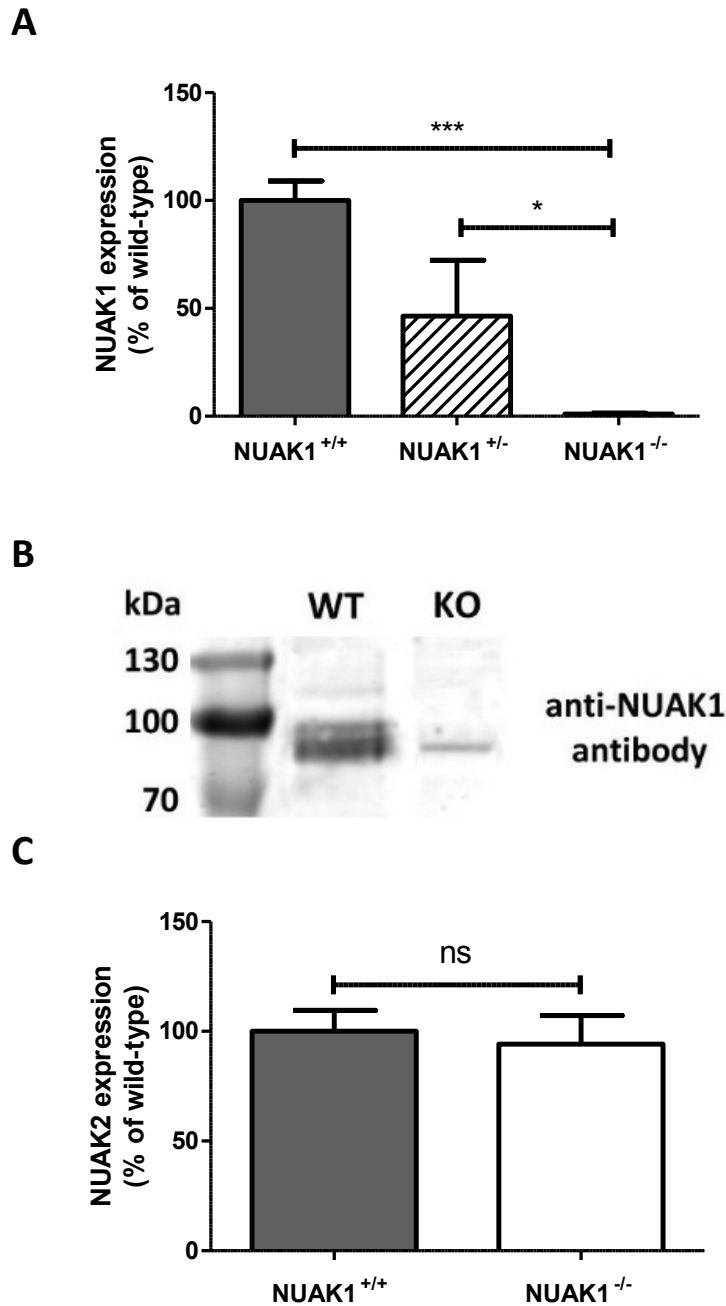 A
150
***
100
*
50
0
NUAK1 expression
(% of wild-type)
NUAK1+/+ NUAK1+/- NUAK1-/-
B
kDa WT KO
130
100
70
anti-NUAK1
antibody
C
150
ns
100
50
0
NUAK2 expression
(% of wild-type)
NUAK1+/+ NUAK1-/-